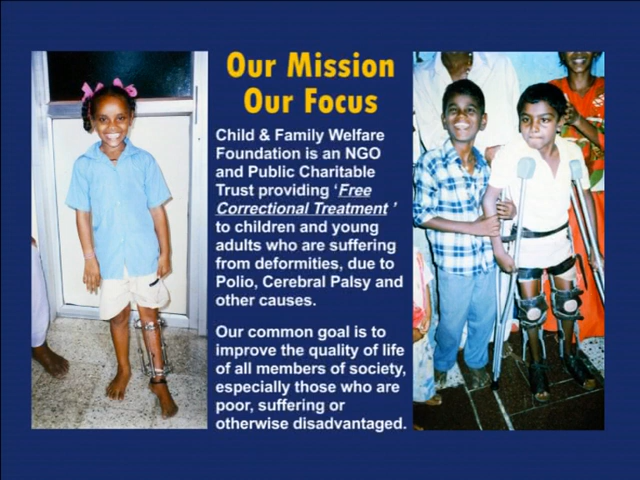 Our Mission
Our Focus
Child & Family Welfare
Foundation is an NGO
and Public Charitable
Trust providing ‘Free
Correctional Treatment ’
to children and young
adults who are suffering
from deformities, due to
Polio, Cerebral Palsy and
other causes.
Our common goal is to
improve the quality of life
of all members of society,
especially those who are
poor, suffering or
otherwise disadvantaged.